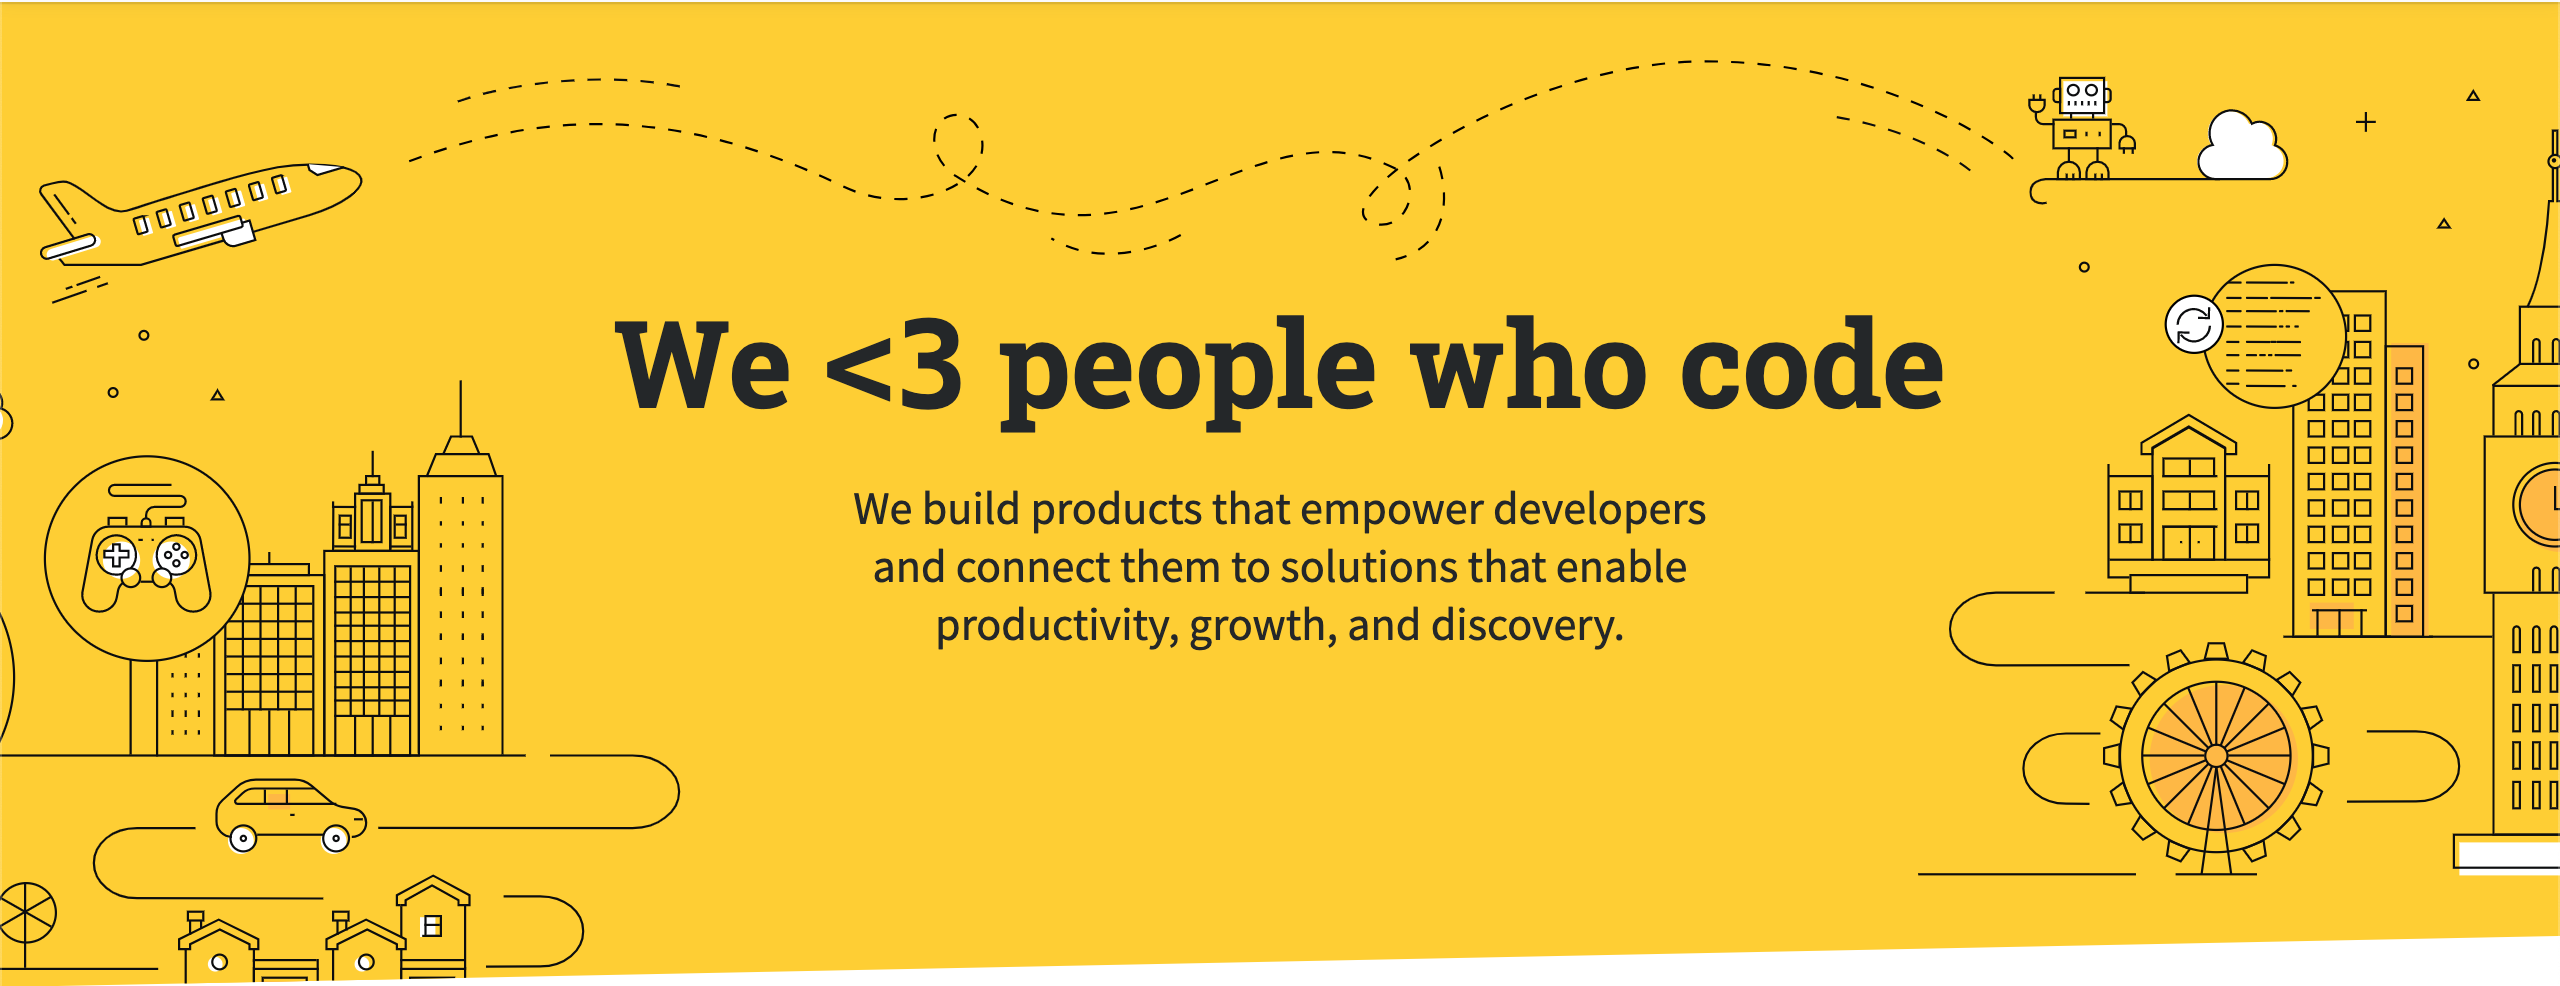 We <3 people who code
We build products that empower developers
and connect them to solutions that enable
productivity, growth, and discovery.